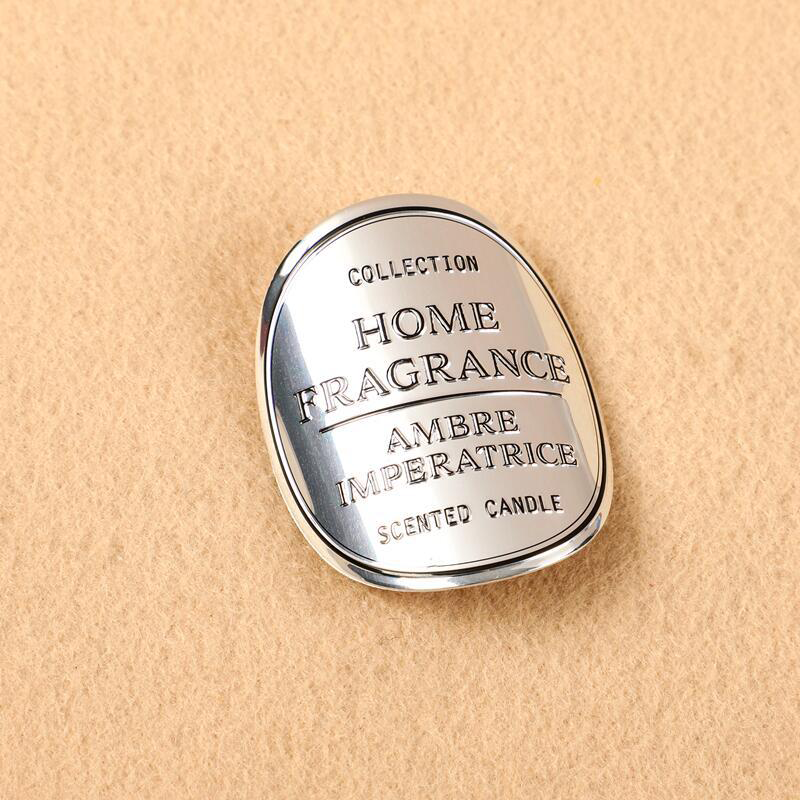 COLLECTION
HOME
FRAGRANCE
AMBRE
IMPERATRICE
SCENTED CANDLE